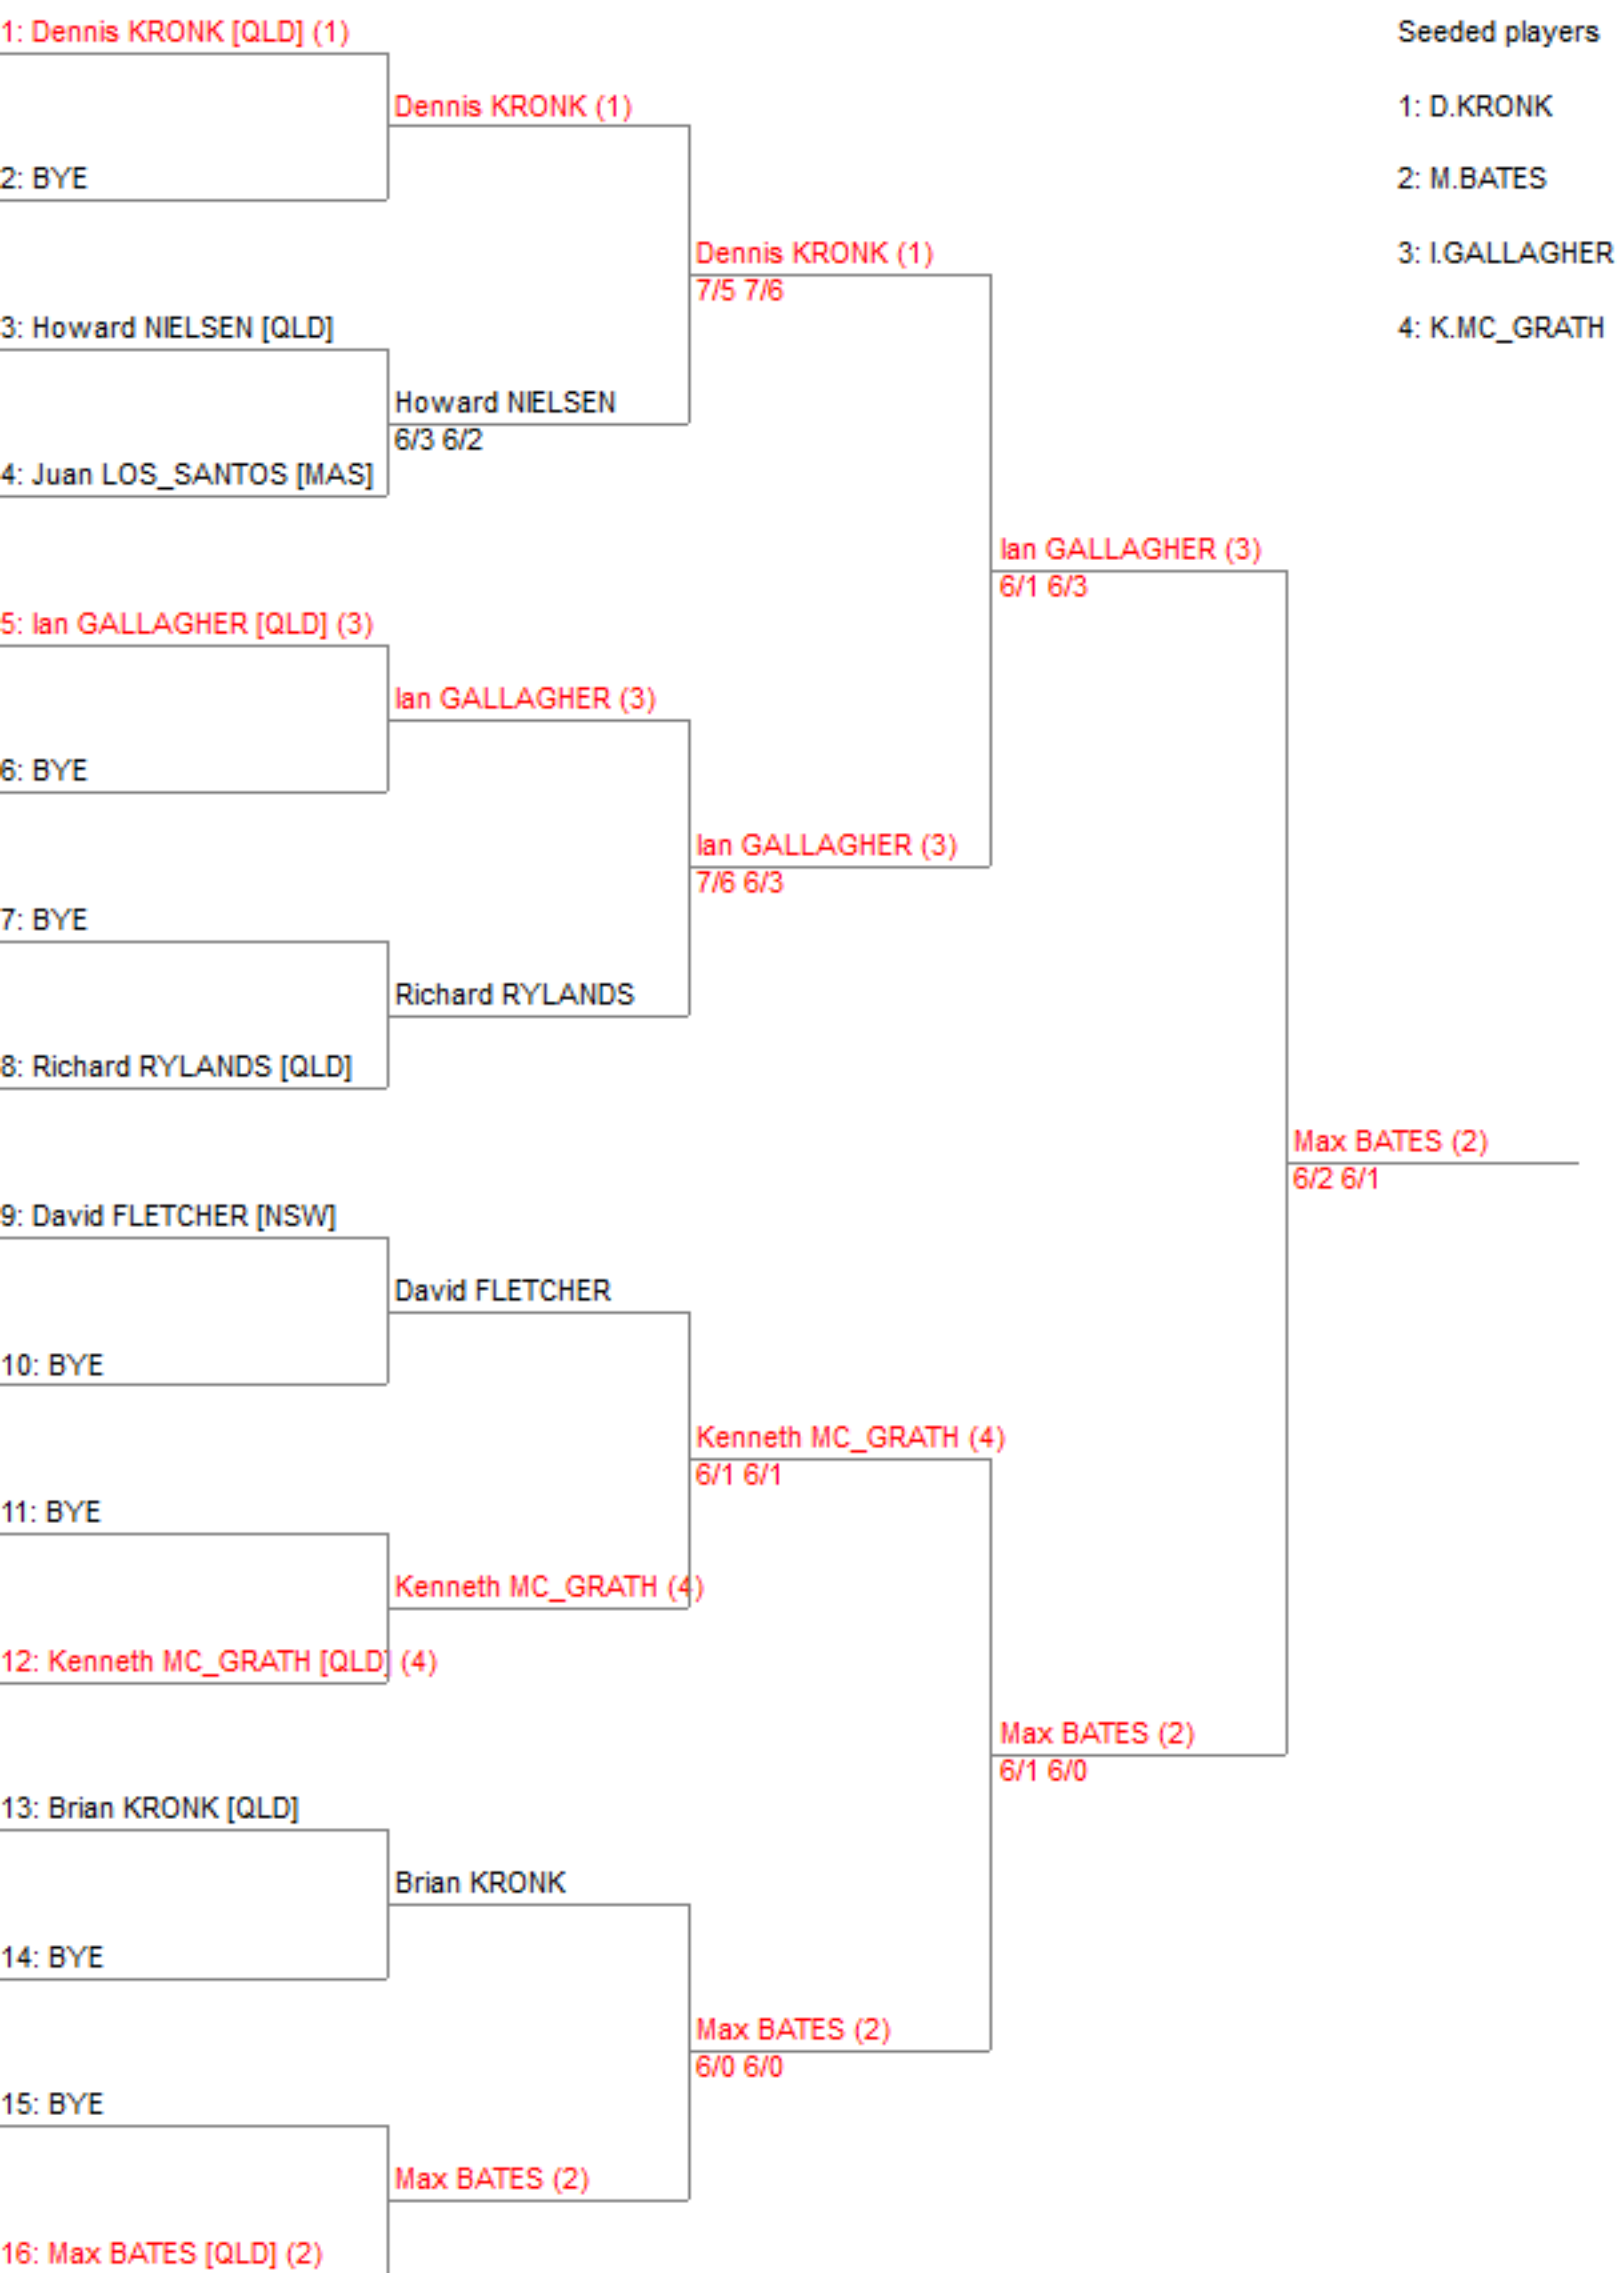 1: Dennis KRONK [QLD] (1)
Seeded players
Dennis KRONK (1)
1: D.KRONK
2: BYE
2: M.BATES
Dennis KRONK (1)
3: I.GALLAGHER
7/5 7/6
3: Howard NIELSEN [QLD]
4: K.MC_GRATH
Howard NIELSEN
6/3 6/2
4: Juan LOS_SANTOS [MAS]
Ian GALLAGHER (3)
6/1 6/3
5: Ian GALLAGHER [QLD] (3)
Ian GALLAGHER (3)
6: BYE
Ian GALLAGHER (3)
7/6 6/3
7: BYE
Richard RYLANDS
8: Richard RYLANDS [QLD]
Max BATES (2)
6/2 6/1
9: David FLETCHER [NSW]
David FLETCHER
10: BYE
Kenneth MC_GRATH (4)
6/1 6/1
11: BYE
Kenneth MC_GRATH (4)
12: Kenneth MC_GRATH [QLD] (4)
Max BATES (2)
6/1 6/0
13: Brian KRONK [QLD]
Brian KRONK
14: BYE
Max BATES (2)
6/0 6/0
15: BYE
Max BATES (2)
16: Max BATES [QLD] (2)